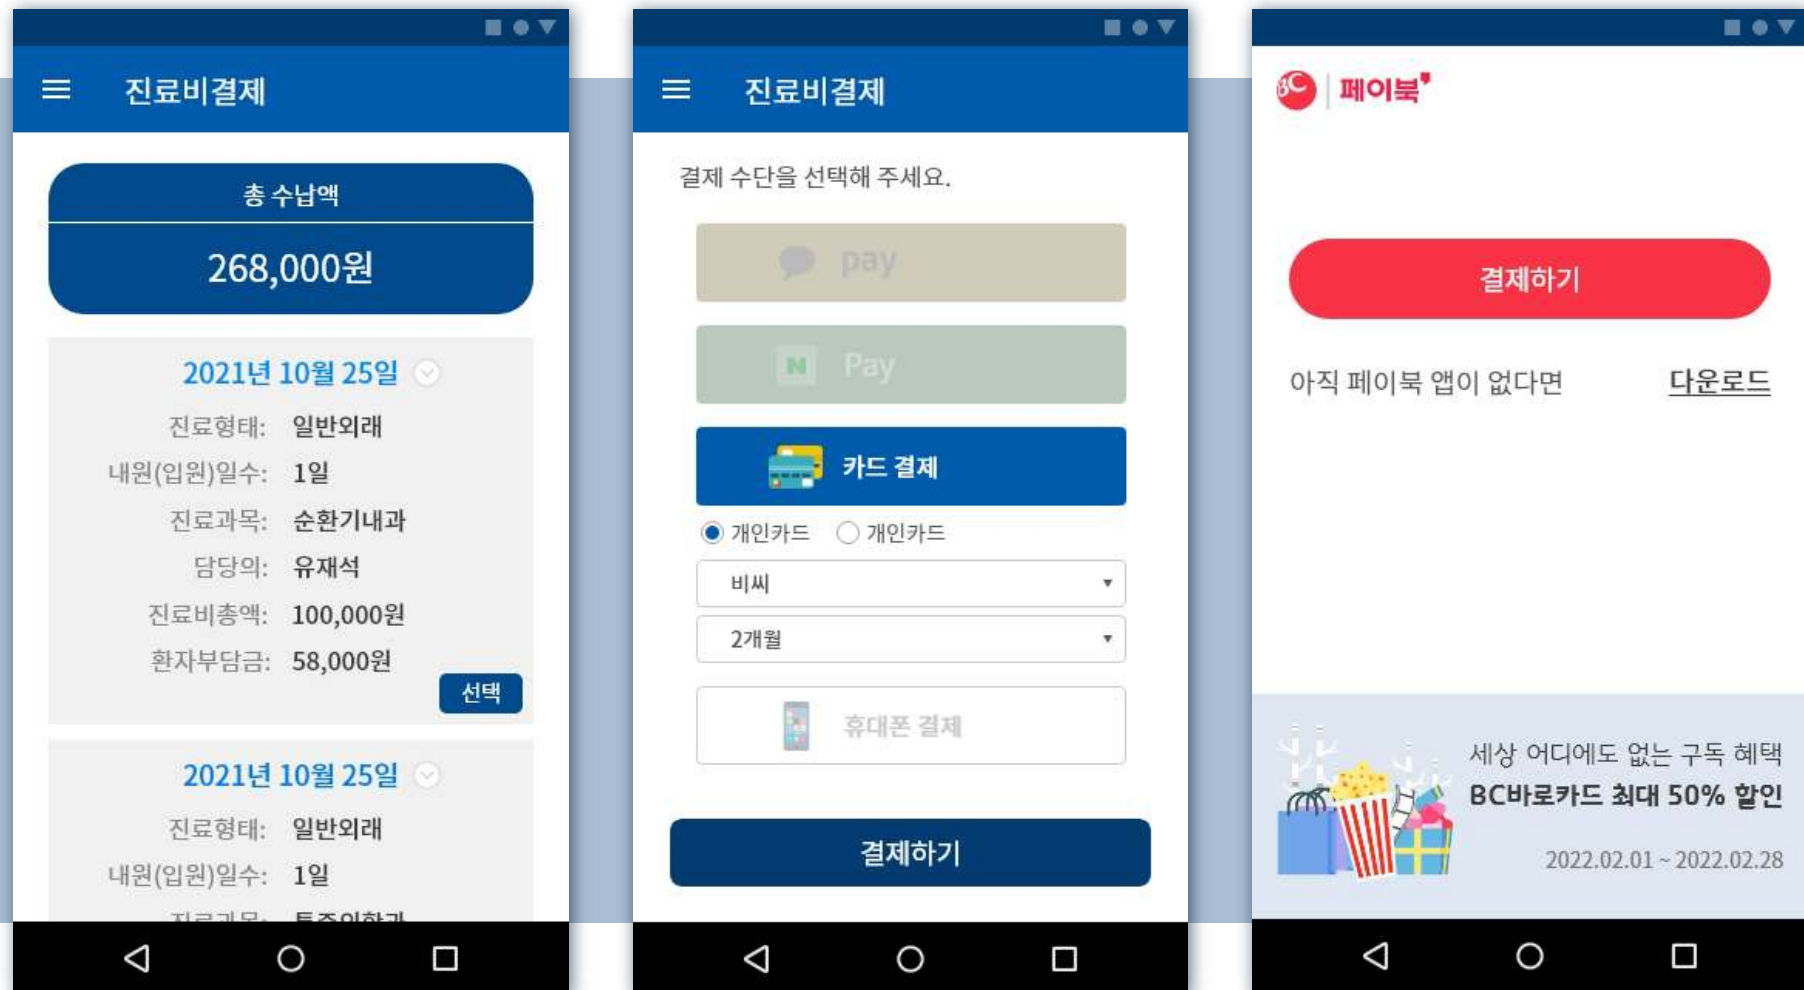 진료비결제
총 수납액
268,000원
2021년 10월 25일
진료형태: 일반외래
내원(입원)일수: 1일
진료과목: 순환기내과
담당의: 유재석
진료비총액: 100,000원
환자부담금: 58,000원
선택
2021년 10월 25일
진료형태: 일반외래
내원(입원)일수: 1일
진료과목: 통증의학과
진료비결제
결제 수단을 선택해 주세요.
pay
N Pay
카드 결제
개인카드 개인카드
비씨
2개월
휴대폰 결제
결제하기
BC 페이북
결제하기
아직 페이북 앱이 없다면 다운로드
세상 어디에도 없는 구독 혜택
BC바로카드 최대 50% 할인
2022.02.01 ~ 2022.02.28